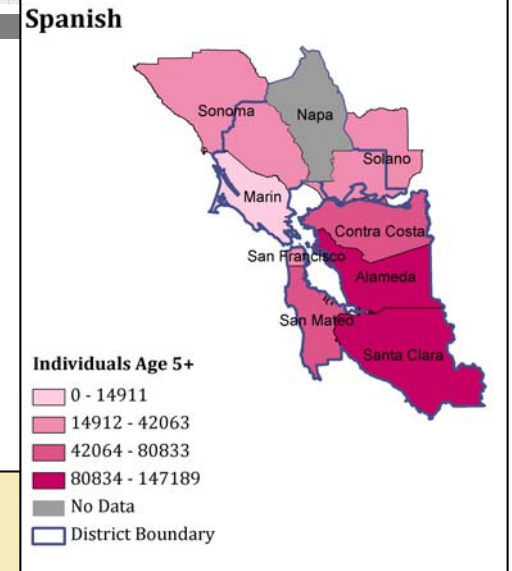 Spanish
Sonoma
Napa
Solano
Marin
Contra Costa
San Francisco
Alameda
San Mateo
Santa Clara
Individuals Age 5+
0 - 14911
14912 - 42063
42064 - 80833
80834 - 147189
No Data
District Boundary